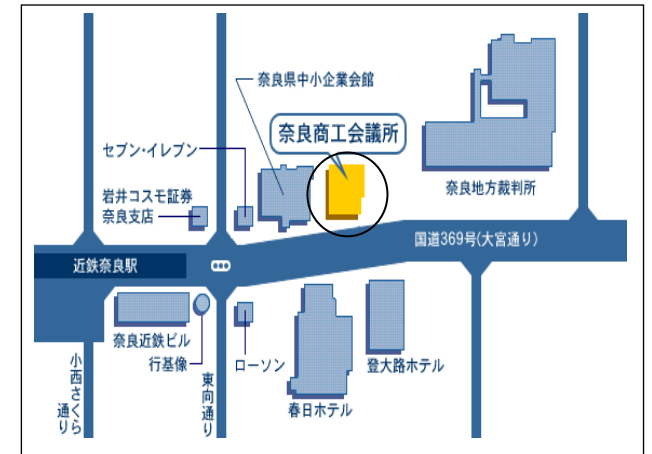 奈良県中小企業会館
奈良商工会議所
セブン・イレブン
岩井コスモ証券
奈良支店
奈良地方裁判所
国道369号(大宮通り)
近鉄奈良駅
奈良近鉄ビル
行基像
ローソン
登大路ホテル
春日ホテル
小西さくら
通り
東向通り